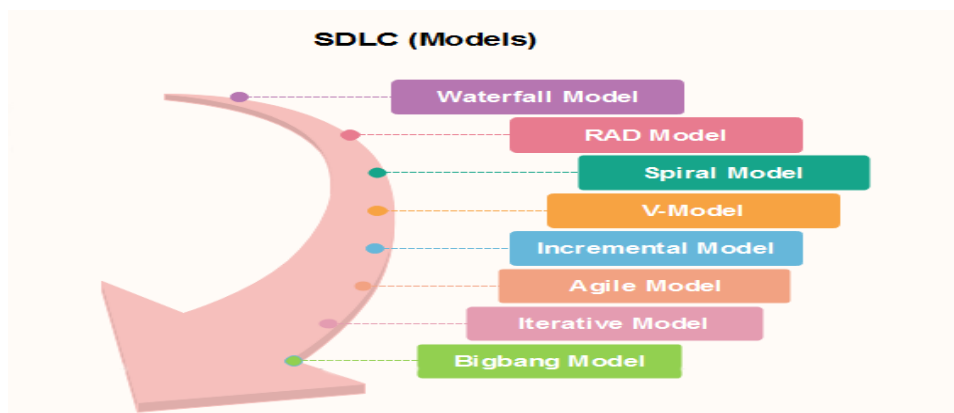 SDLC (Models)
Waterfall Model
RAD Model
Spiral Model
V-Model
Incremental Model
Agile Model
Iterative Model
Bigbang Model